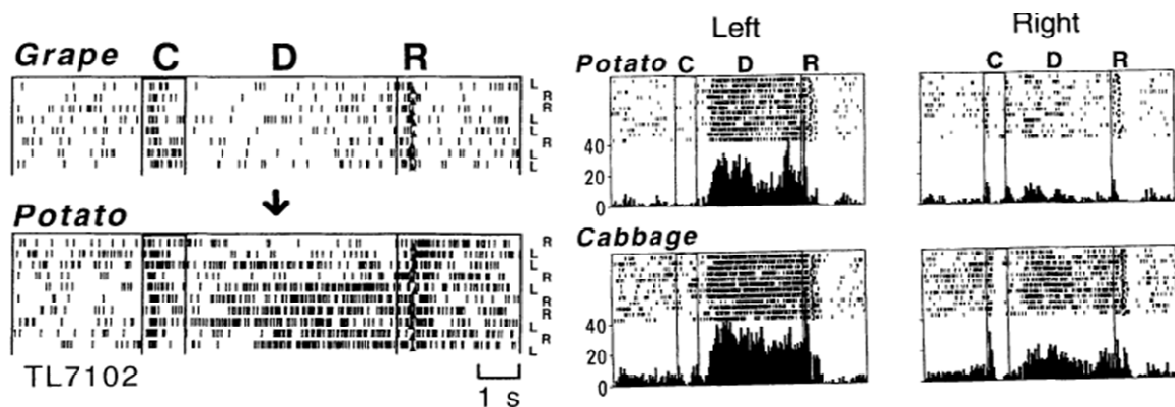 Grape C D R
L
R
R
L
L
R
L
L
Potato
R
L
L
R
L
R
R
L
R
L
TL7102
1 s
Left
Right
Potato C D R
C D R
40
20
0
Cabbage
40
20
0